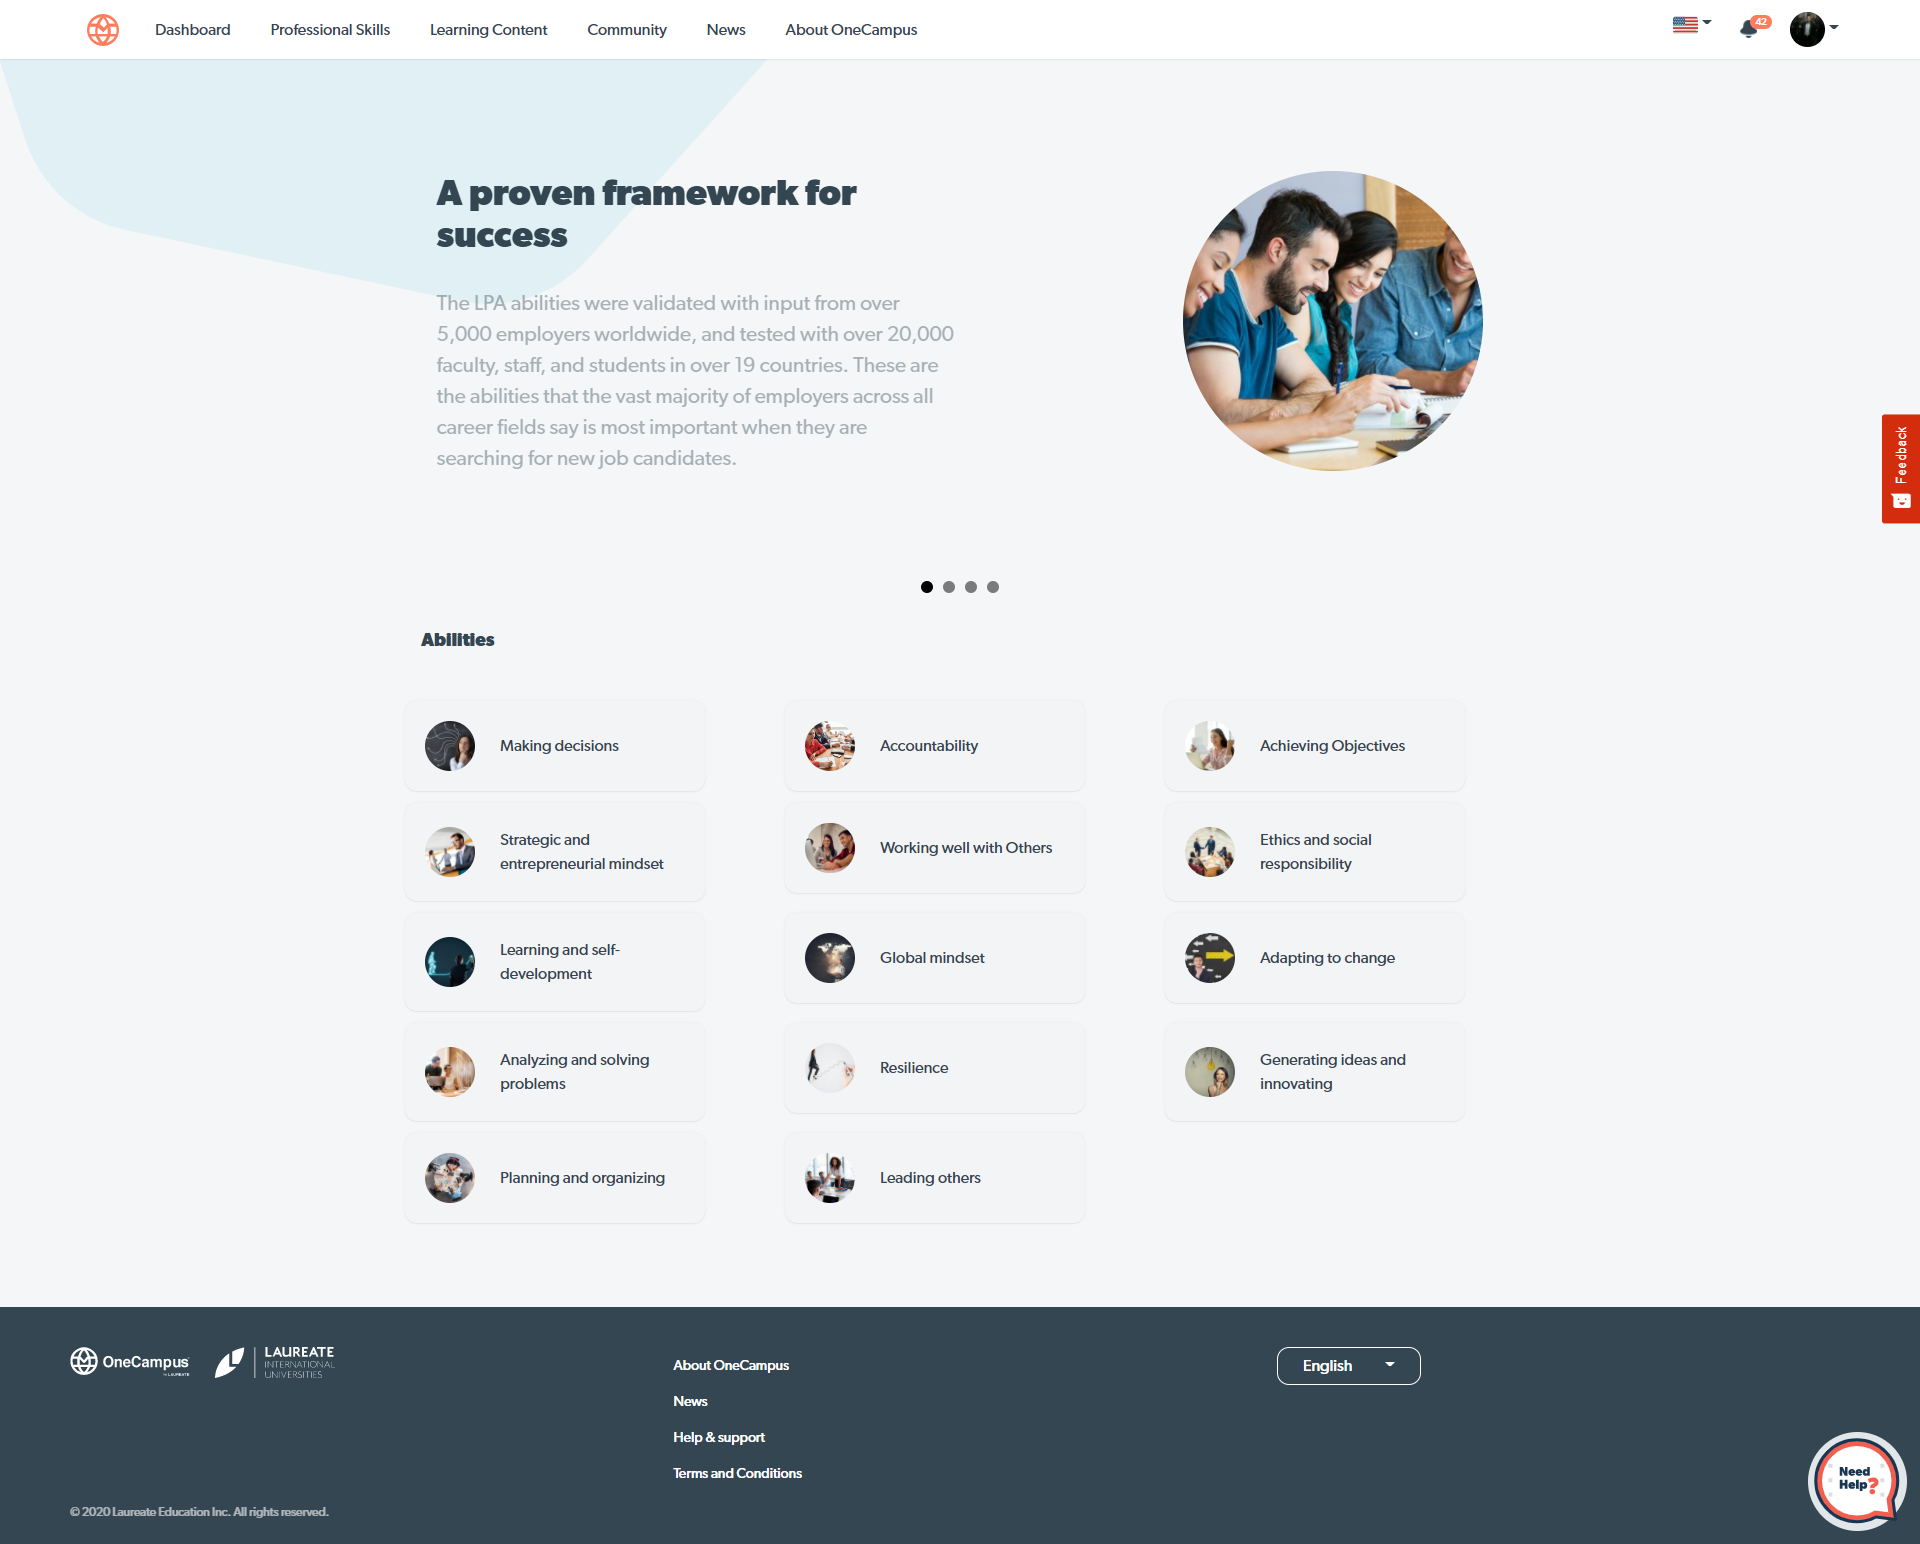 Dashboard
Professional Skills
Learning Content
Community
News
About OneCampus
42
A proven framework for
success
The LPA abilities were validated with input from over
5,000 employers worldwide, and tested with over 20,000
faculty, staff, and students in over 19 countries. These are
the abilities that the vast majority of employers across all
career fields say is most important when they are
searching for new job candidates.
Feedback
Abilities
Making decisions
Accountability
Achieving Objectives
Strategic and
entrepreneurial mindset
Working well with Others
Ethics and social
responsibility
Learning and self-
development
Global mindset
Adapting to change
Analyzing and solving
problems
Resilience
Generating ideas and
innovating
Planning and organizing
Leading others
OneCampus
by LAUREATE
LAUREATE
INTERNATIONAL
UNIVERSITIES
About OneCampus
News
Help & support
Terms and Conditions
English
Need
Help?
© 2020 Laureate Education Inc. All rights reserved.